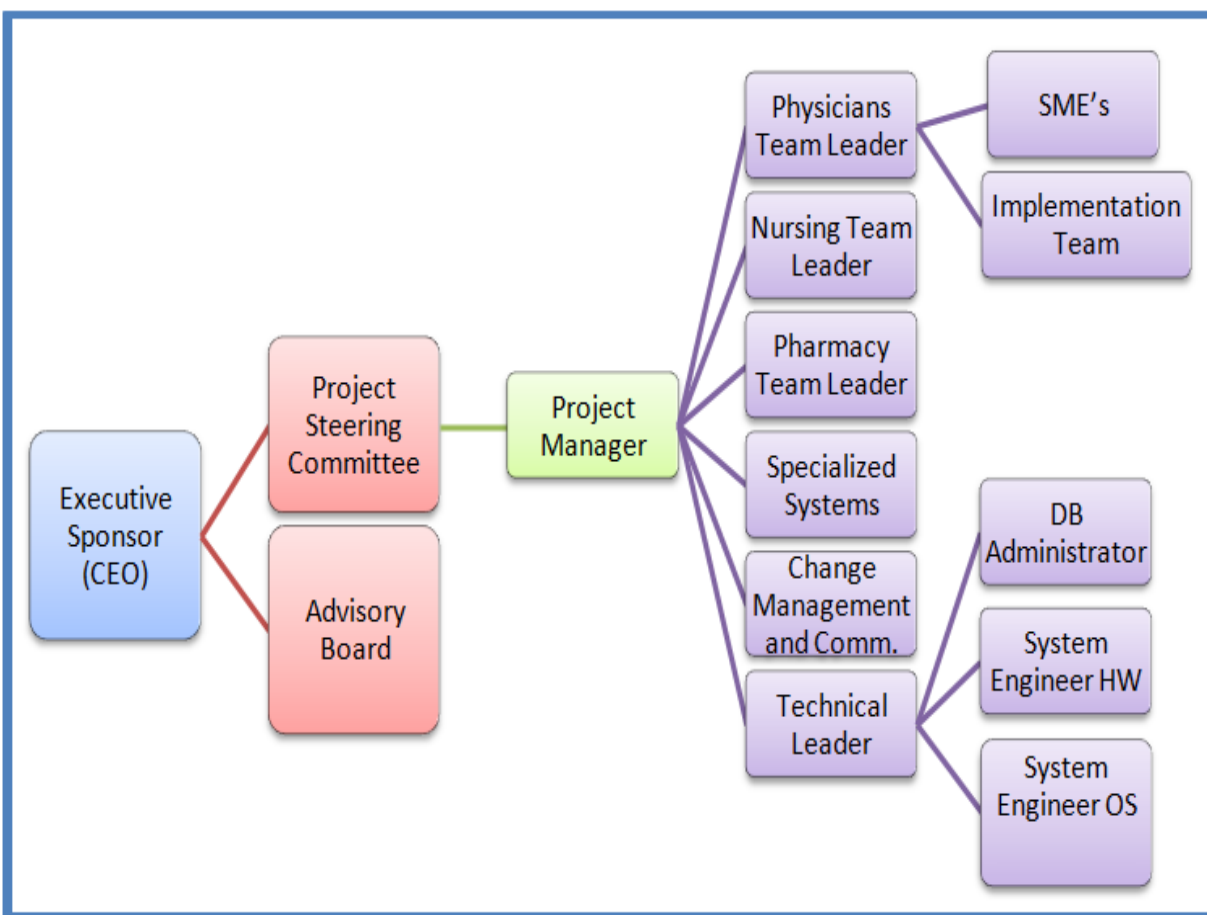 Executive
Sponsor
(CEO)
Project
Steering
Committee
Advisory
Board
Project
Manager
Physicians
Team Leader
Nursing Team
Leader
Pharmacy
Team Leader
Specialized
Systems
Change
Management
and Comm.
Technical
Leader
SME’s
Implementation
Team
DB
Administrator
System
Engineer HW
System
Engineer OS